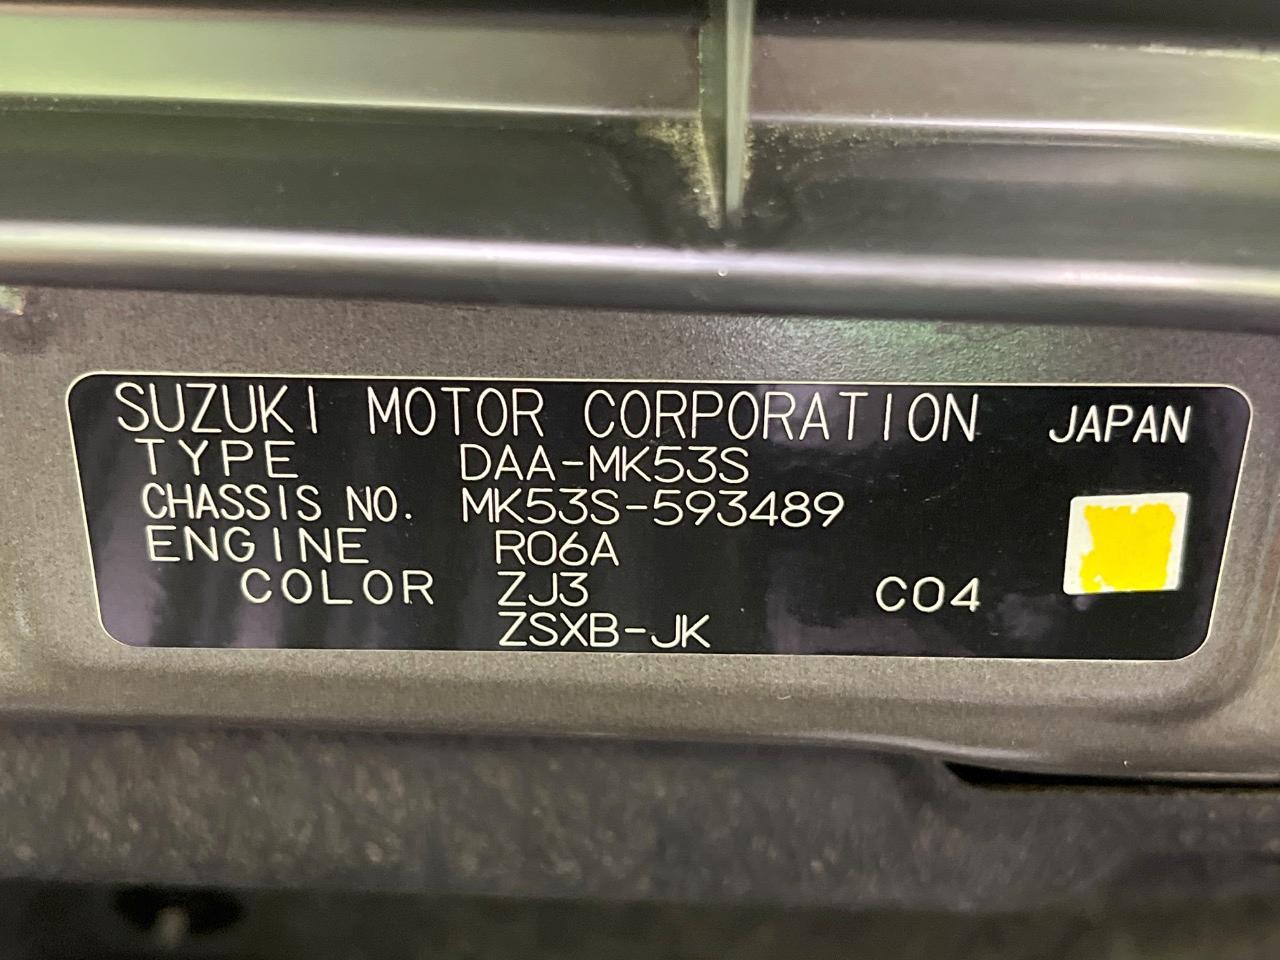 SUZUKI MOTOR CORPORATION JAPAN
TYPE DAA-MK53S
CHASSIS NO. MK53S-593489
ENGINE R06A
COLOR ZJ3 C04
ZSXB-JK